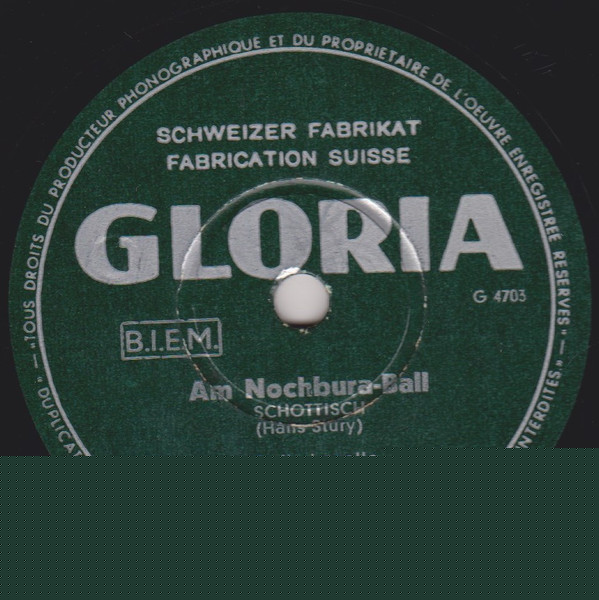 "TOUS DROITS DU PRODUCTEUR PHONOGRAPHIQUE ET DU PROPRIETAIRE DE L'OEUVRE ENREGISTREE RESERVES"
SCHWEIZER FABRIKAT
FABRICATION SUISSE
GLORIA
G 4703
B.I.E.M.
Am Nochbura-Ball
SCHOTTISCH
(Hans Stury)
INTERDITES."